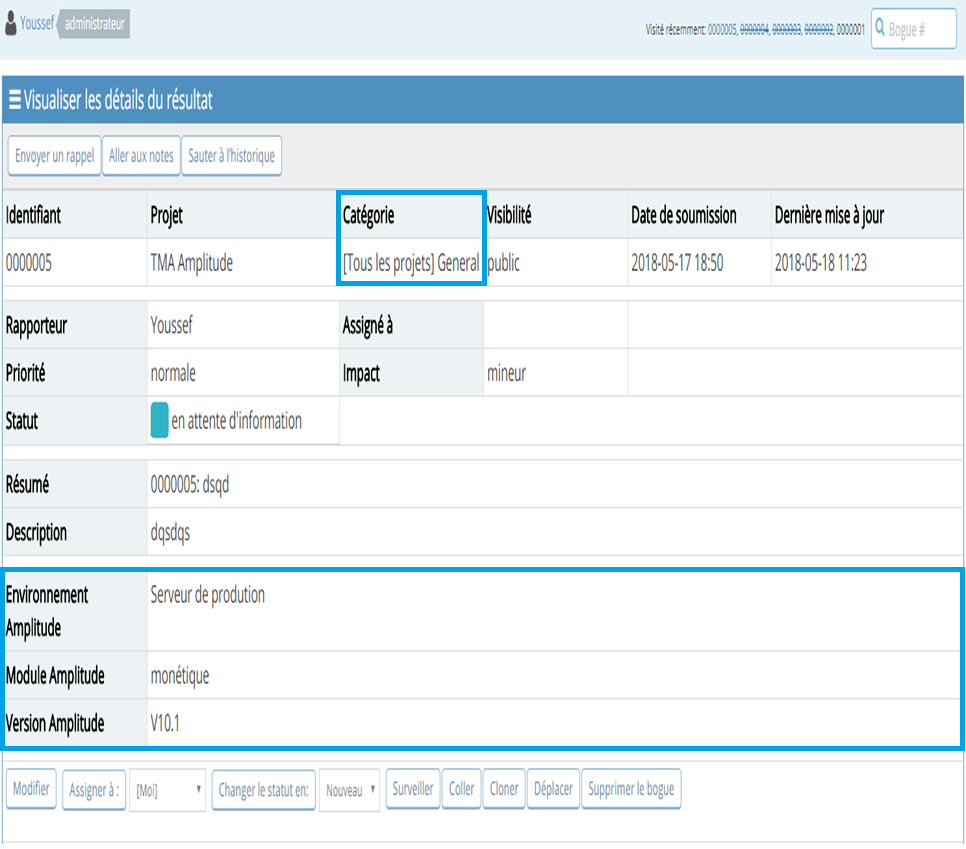 Youssef administrateur
Visité récemment: 0000005, 0000004, 0000003, 0000002, 0000001
Bogue #
Visualiser les détails du résultat
Envoyer un rappel Aller aux notes Sauter à l'historique
Identifiant Projet Catégorie Visibilité Date de soumission Dernière mise à jour
0000005 TMA Amplitude [Tous les projets] General public 2018-05-17 18:50 2018-05-18 11:23
Rapporteur Youssef Assigné à
Priorité normale Impact mineur
Statut en attente d'information
Résumé 0000005: dsqd
Description dqsdqs
Environnement Serveur de prodution
Amplitude
Module Amplitude monétique
Version Amplitude V10.1
Modifier Assigner à : [Moi] Changer le statut en: Nouveau Surveiller Coller Cloner Déplacer Supprimer le bogue